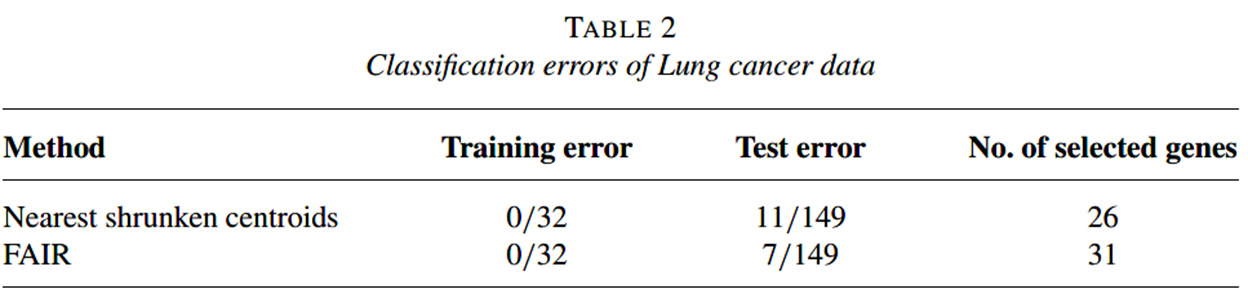 TABLE 2
Classification errors of Lung cancer data
Method Training error Test error No. of selected genes
Nearest shrunken centroids 0/32 11/149 26
FAIR 0/32 7/149 31